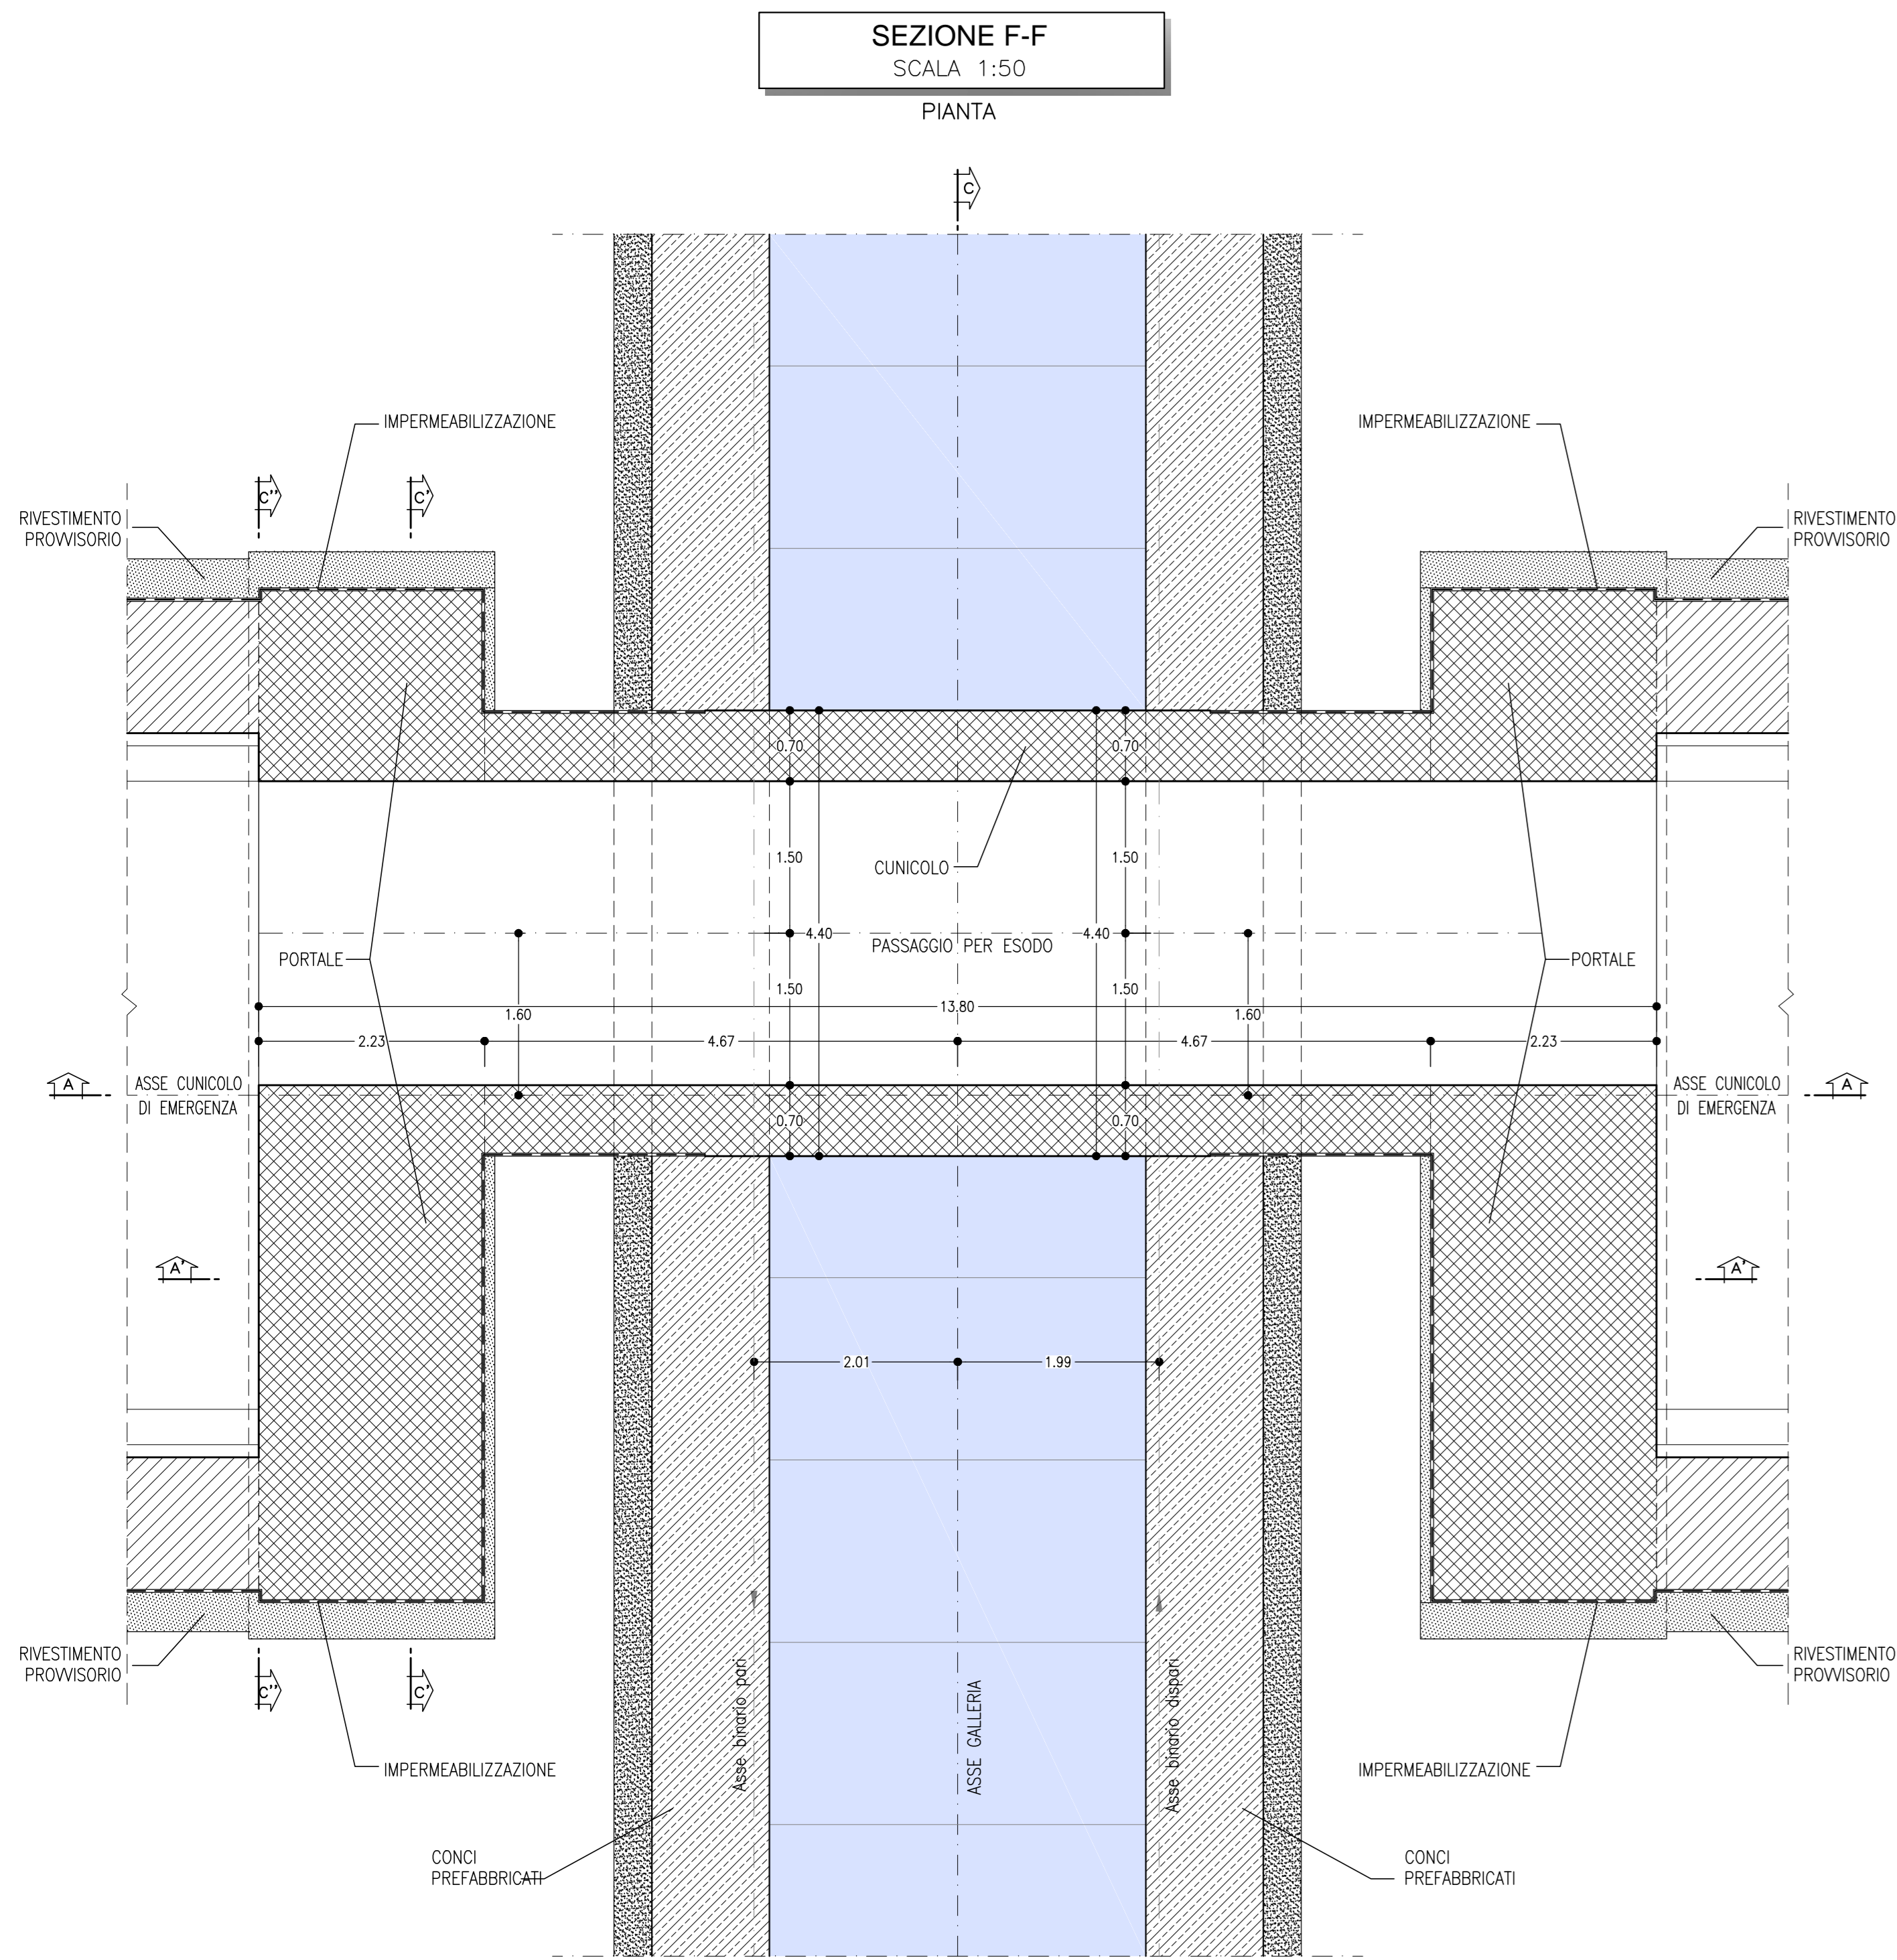 SEZIONE F-F
SCALA 1:50
PIANTA
C
IMPERMEABILIZZAZIONE
IMPERMEABILIZZAZIONE
C''
C'
RIVESTIMENTO
PROVVISORIO
RIVESTIMENTO
PROVVISORIO
0.70
0.70
1.50
1.50
CUNICOLO
4.40
4.40
PASSAGGIO PER ESODO
PORTALE
PORTALE
1.50
1.50
13.80
1.60
1.60
2.23
4.67
4.67
2.23
A
ASSE CUNICOLO
DI EMERGENZA
ASSE CUNICOLO
DI EMERGENZA
A
0.70
0.70
A'
A'
2.01
1.99
RIVESTIMENTO
PROVVISORIO
RIVESTIMENTO
PROVVISORIO
C''
C'
Asse binario pari
ASSE GALLERIA
Asse binario dispari
IMPERMEABILIZZAZIONE
IMPERMEABILIZZAZIONE
CONCI
PREFABBRICATI
CONCI
PREFABBRICATI